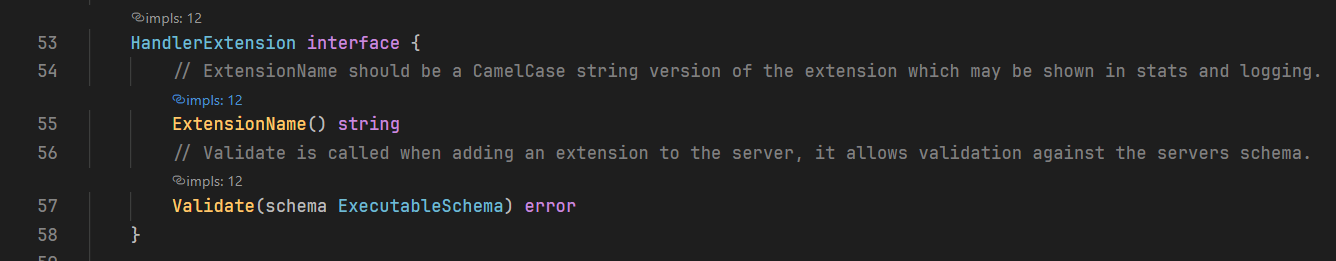 impls: 12
53 HandlerExtension interface {
54 // ExtensionName should be a CamelCase string version of the extension which may be shown in stats and logging.
impls: 12
55 ExtensionName() string
56 // Validate is called when adding an extension to the server, it allows validation against the servers schema.
impls: 12
57 Validate(schema ExecutableSchema) error
58 }